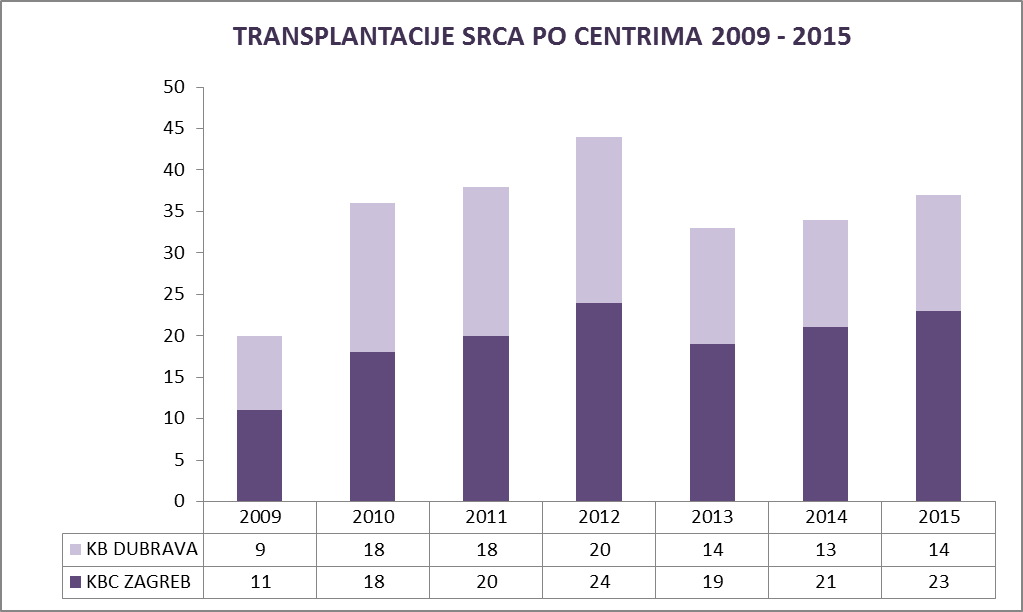 TRANSPLANTACIJE SRCA PO CENTRIMA 2009 - 2015
50
45
40
35
30
25
20
15
10
5
0
2009 2010 2011 2012 2013 2014 2015
KB DUBRAVA 9 18 18 20 14 13 14
KBC ZAGREB 11 18 20 24 19 21 23